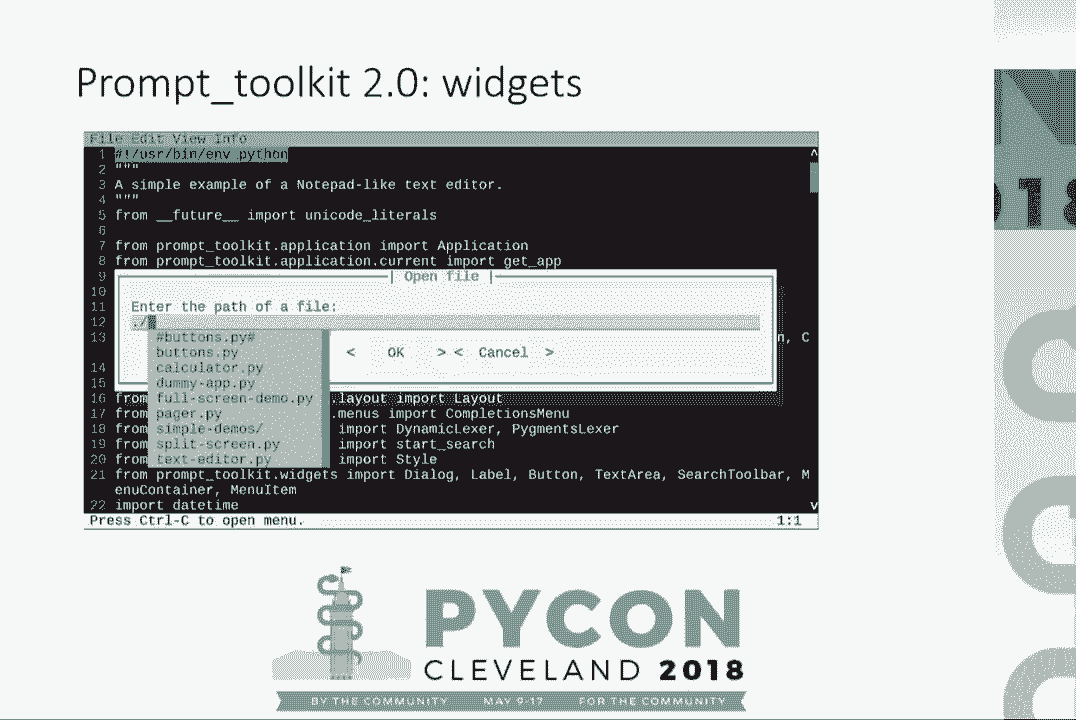 Prompt_toolkit 2.0: widgets
File Edit View Info
1 #!/usr/bin/env python
2 """
3 A simple example of a Notepad-like text editor.
4 """
5 from __future__ import unicode_literals
6
7 from prompt_toolkit.application import Application
8 from prompt_toolkit.application.current import get_app
9 | Open file |
10
11 Enter the path of a file:
12 ./
13 #buttons.py# n, C
buttons.py < OK > < Cancel >
14 calculator.py
15 dummy-app.py
16 from full-screen-demo.py .layout import Layout
17 from pager.py .menus import CompletionsMenu
18 from simple-demos/ import DynamicLexer, PygmentsLexer
19 from split-screen.py import start_search
20 from text-editor.py import Style
21 from prompt_toolkit.widgets import Dialog, Label, Button, TextArea, SearchToolbar, M
enuContainer, MenuItem
22 import datetime
Press Ctrl-C to open menu. 1:1
PYCON
CLEVELAND 2018
BY THE COMMUNITY MAY 9-17 FOR THE COMMUNITY
N
018